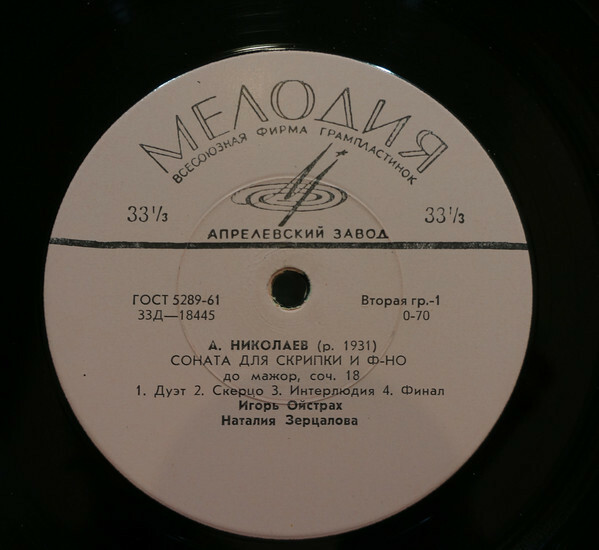 МЕЛОДИЯ
ВСЕСОЮЗНАЯ ФИРМА ГРАМПЛАСТИНОК
33⅓ 33⅓
АПРЕЛЕВСКИЙ ЗАВОД
ГОСТ 5289-61 Вторая гр.-1
33Д—18445 0-70
А. НИКОЛАЕВ (р. 1931)
СОНАТА ДЛЯ СКРИПКИ И Ф-НО
до мажор, соч. 18
1. Дуэт 2. Скерцо 3. Интерлюдия 4. Финал
Игорь Ойстрах
Наталия Зерцалова